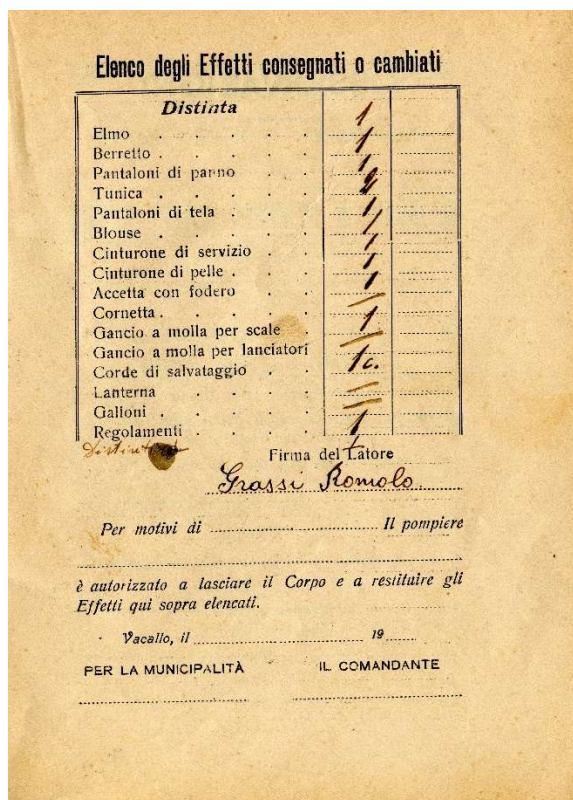 Elenco degli Effetti consegnati o cambiati
Distinta
Elmo . . . . . 1
Berretto . . . . . 1
Pantaloni di panno . . 1
Tunica . . . . . 2
Pantaloni di tela . . . 1
Blouse . . . . . 1
Cinturone di servizio . . 1
Cinturone di pelle . . . 1
Accetta con fodero . . 1
Cornetta . . . . . —
Gancio a molla per scale . 1
Gancio a molla per lanciatori —
Corde di salvataggio . . 1c.
Lanterna . . . . —
Galloni . . . . . —
Regolamenti . . . . 1
1
Firma del Latore
Grassi Romolo.
Per motivi di .................... Il pompiere
è autorizzato a lasciare il Corpo e a restituire gli
Effetti qui sopra elencati.
Vacallo, il .................... 19 ......
PER LA MUNICIPALITÀ IL COMANDANTE